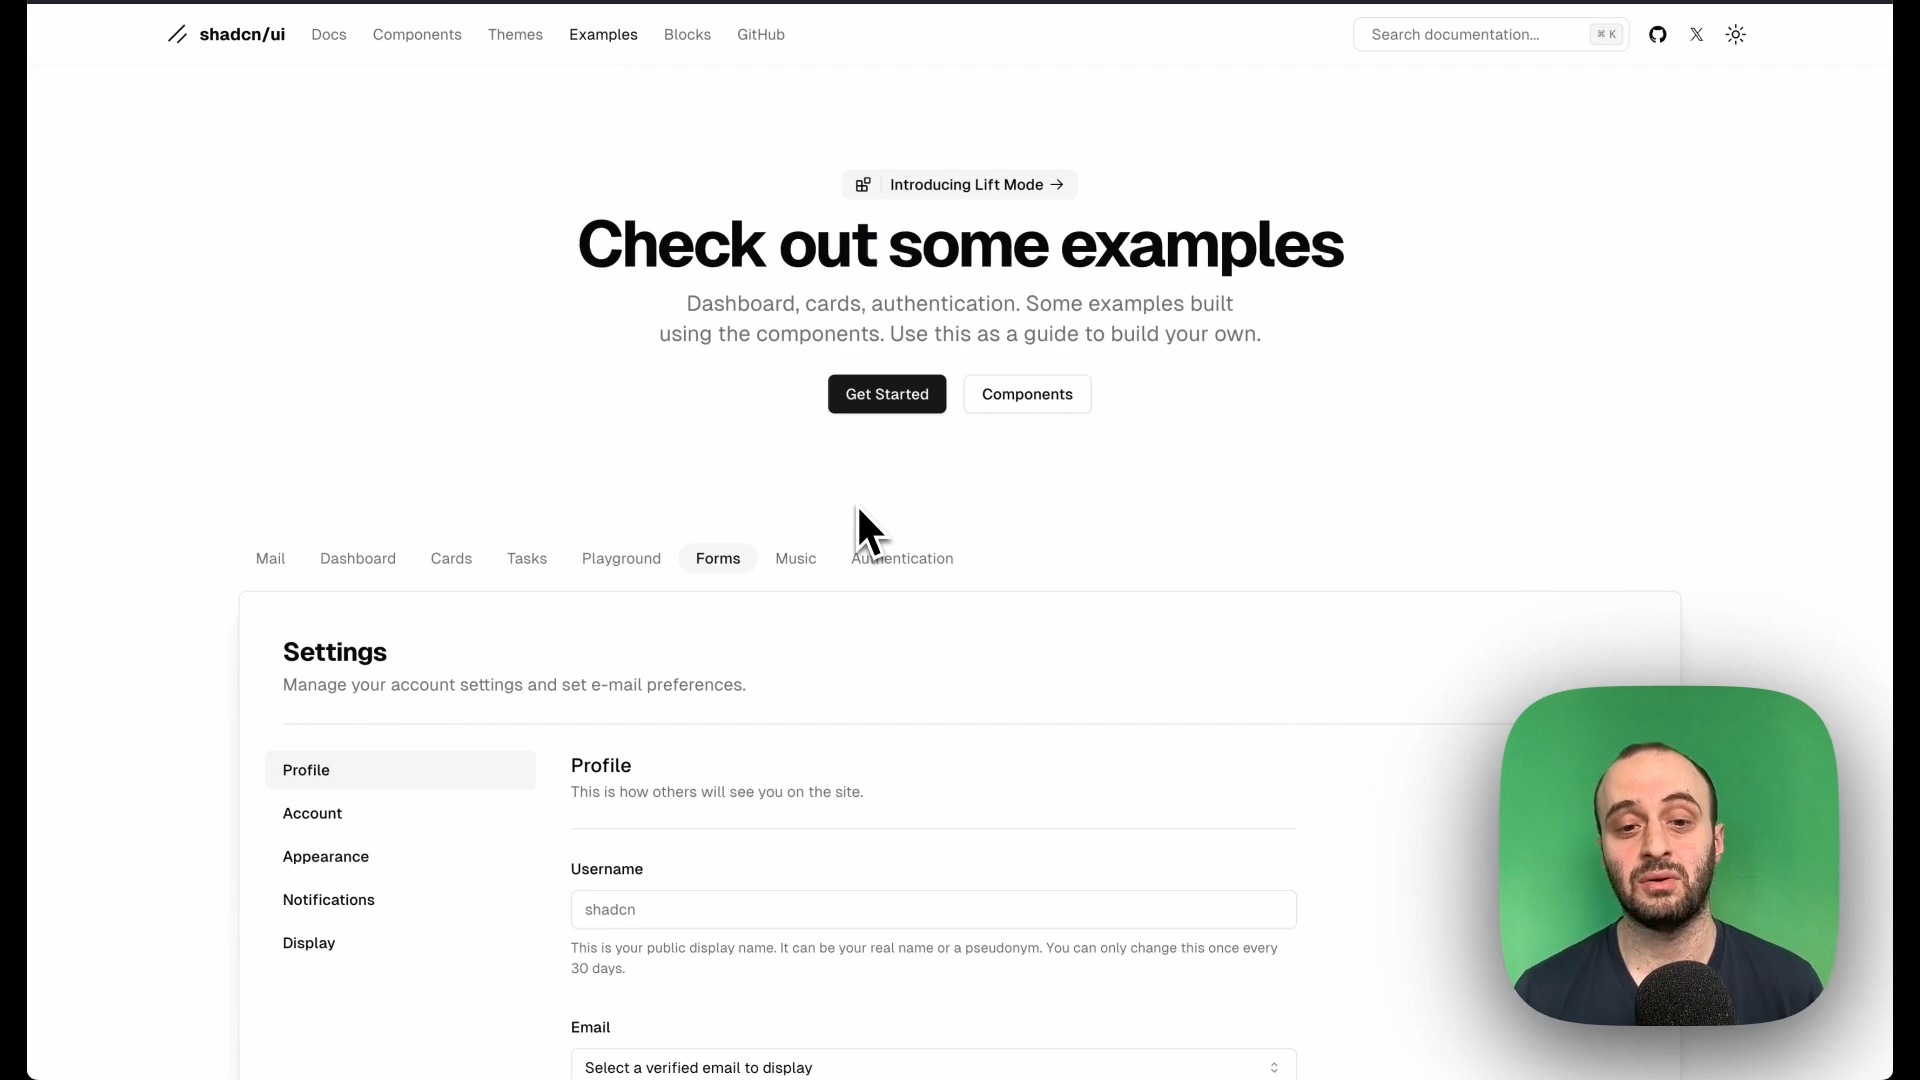 shadcn/ui Docs Components Themes Examples Blocks GitHub Search documentation... ⌘ K
Introducing Lift Mode →
Check out some examples
Dashboard, cards, authentication. Some examples built
using the components. Use this as a guide to build your own.
Get Started Components
Mail Dashboard Cards Tasks Playground Forms Music Authentication
Settings
Manage your account settings and set e-mail preferences.
Profile
Account
Appearance
Notifications
Display
Profile
This is how others will see you on the site.
Username
shadcn
This is your public display name. It can be your real name or a pseudonym. You can only change this once every
30 days.
Email
Select a verified email to display